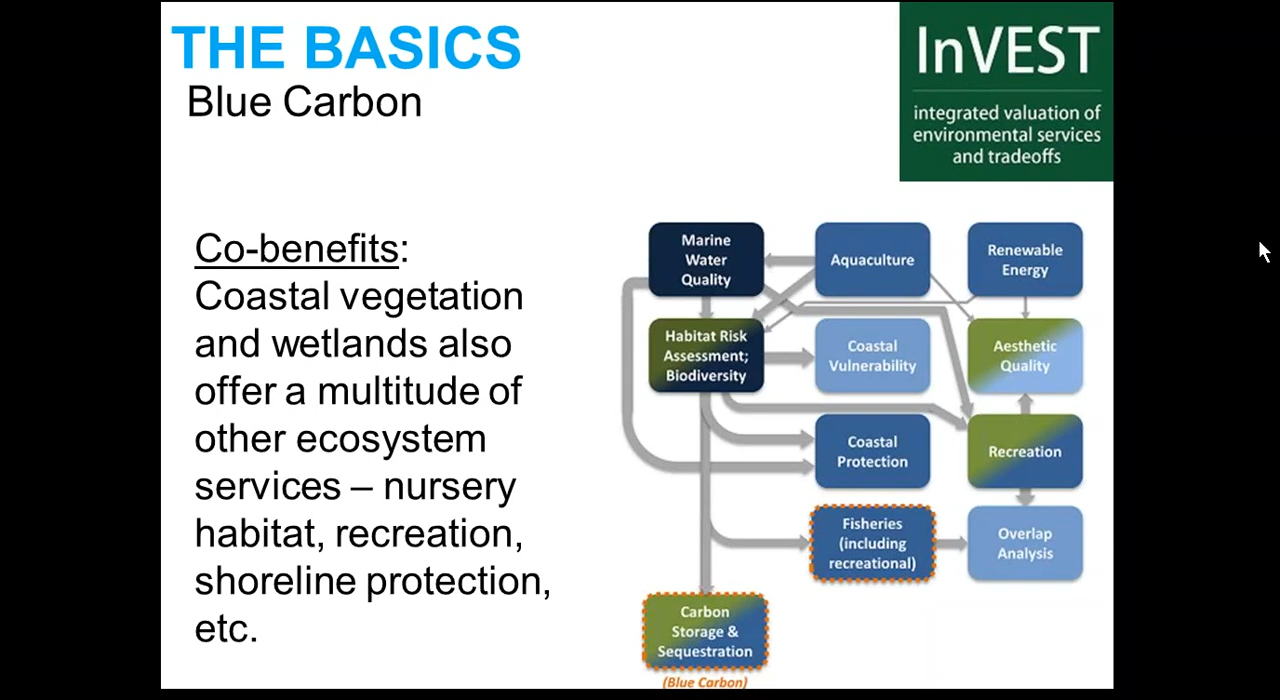 THE BASICS
Blue Carbon
InVEST
integrated valuation of
environmental services
and tradeoffs
Co-benefits:
Coastal vegetation
and wetlands also
offer a multitude of
other ecosystem
services – nursery
habitat, recreation,
shoreline protection,
etc.
Marine
Water
Quality
Aquaculture
Renewable
Energy
Habitat Risk
Assessment;
Biodiversity
Coastal
Vulnerability
Aesthetic
Quality
Coastal
Protection
Recreation
Fisheries
(including
recreational)
Overlap
Analysis
Carbon
Storage &
Sequestration
(Blue Carbon)